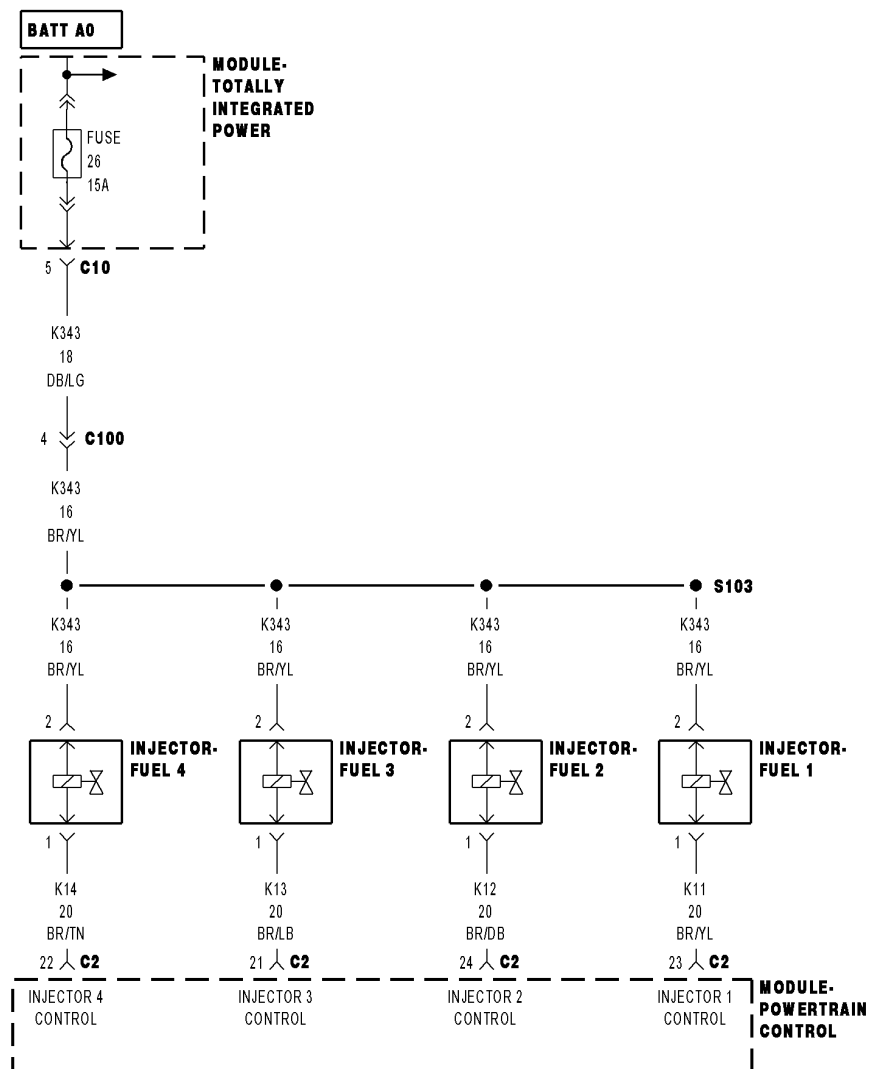 BATT A0
MODULE-
TOTALLY
INTEGRATED
POWER
FUSE
26
15A
5 C10
K343
18
DB/LG
4 C100
K343
16
BR/YL
S103
K343 K343 K343 K343
16 16 16 16
BR/YL BR/YL BR/YL BR/YL
2 2 2 2
INJECTOR-
FUEL 4
INJECTOR-
FUEL 3
INJECTOR-
FUEL 2
INJECTOR-
FUEL 1
1 1 1 1
K14 K13 K12 K11
20 20 20 20
BR/TN BR/LB BR/DB BR/YL
22 C2 21 C2 24 C2 23 C2
INJECTOR 4
CONTROL
INJECTOR 3
CONTROL
INJECTOR 2
CONTROL
INJECTOR 1
CONTROL
MODULE-
POWERTRAIN
CONTROL